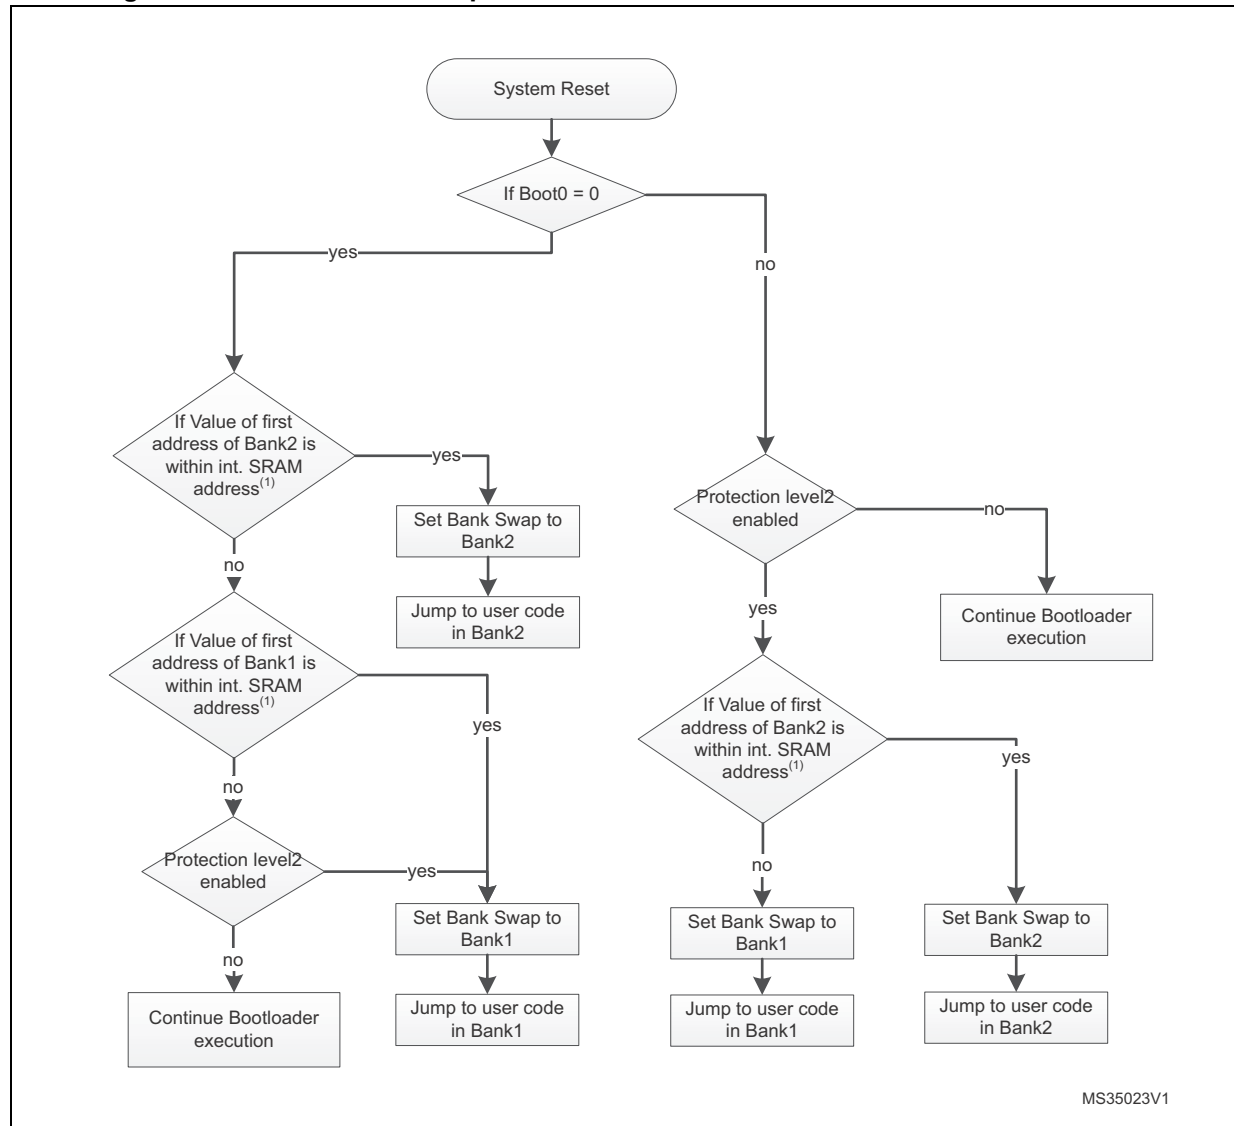 System Reset
If Boot0 = 0
yes
no
If Value of first
address of Bank2 is
within int. SRAM
address(1)
yes
Set Bank Swap to
Bank2
Jump to user code
in Bank2
no
If Value of first
address of Bank1 is
within int. SRAM
address(1)
yes
no
Protection level2
enabled
yes
Set Bank Swap to
Bank1
Jump to user code
in Bank1
no
Continue Bootloader
execution
Protection level2
enabled
no
Continue Bootloader
execution
yes
If Value of first
address of Bank2 is
within int. SRAM
address(1)
yes
no
Set Bank Swap to
Bank1
Jump to user code
in Bank1
Set Bank Swap to
Bank2
Jump to user code
in Bank2
MS35023V1